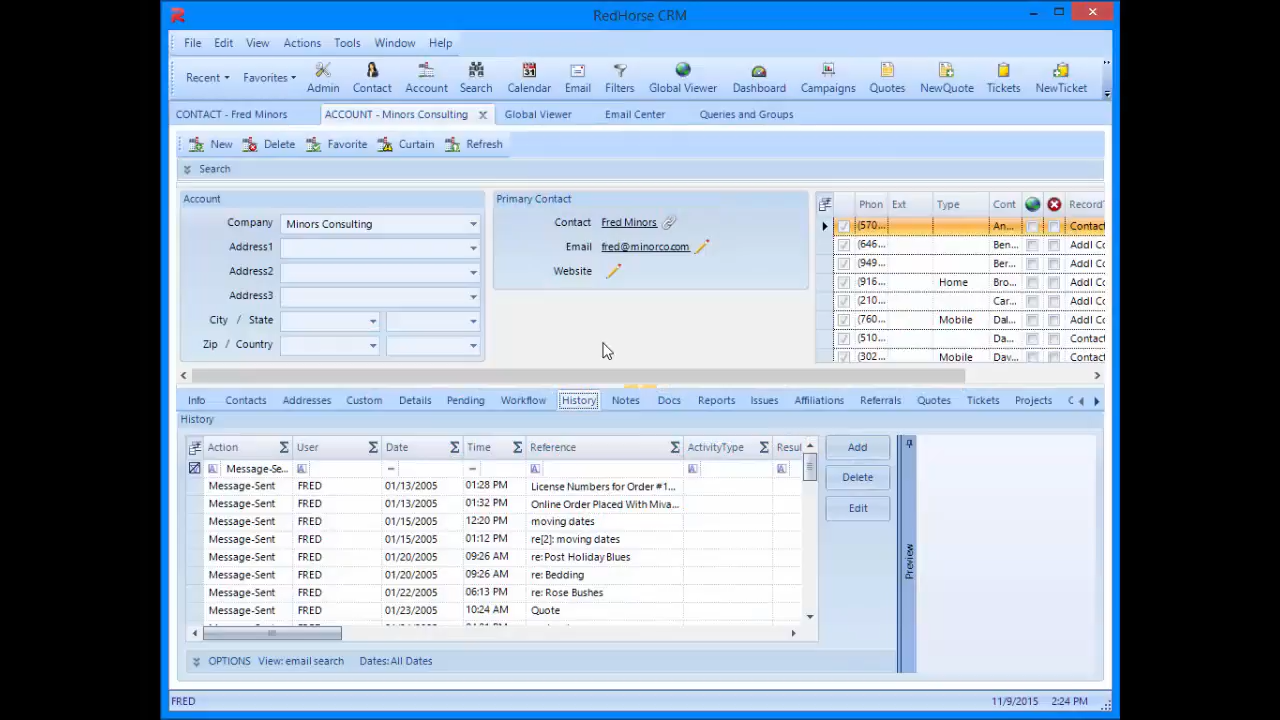 RedHorse CRM
File Edit View Actions Tools Window Help
Recent Favorites Admin Contact Account Search Calendar Email Filters Global Viewer Dashboard Campaigns Quotes NewQuote Tickets NewTicket
CONTACT - Fred Minors ACCOUNT - Minors Consulting Global Viewer Email Center Queries and Groups
New Delete Favorite Curtain Refresh
Search
Account
Company Minors Consulting
Address1
Address2
Address3
City / State
Zip / Country
Primary Contact
Contact Fred Minors
Email fred@minorco.com
Website
Phon Ext Type Cont Record
(570... An... Contac
(646... Ben... Addl Co
(949... Ber... Addl Co
(916... Home Bro... Contac
(210... Car... Addl Co
(760... Mobile Dal... Addl Co
(510... Da... Addl Co
(302... Mobile Dav... Contac
Info Contacts Addresses Custom Details Pending Workflow History Notes Docs Reports Issues Affiliations Referrals Quotes Tickets Projects C
History
Action Σ User Σ Date Σ Time Σ Reference Σ ActivityType Σ Resul
Message-Se... = =
Message-Sent FRED 01/13/2005 01:28 PM License Numbers for Order #1...
Message-Sent FRED 01/13/2005 01:32 PM Online Order Placed With Miva...
Message-Sent FRED 01/15/2005 12:20 PM moving dates
Message-Sent FRED 01/15/2005 01:12 PM re[2]: moving dates
Message-Sent FRED 01/20/2005 09:26 AM re: Post Holiday Blues
Message-Sent FRED 01/20/2005 09:26 AM re: Bedding
Message-Sent FRED 01/22/2005 06:13 PM re: Rose Bushes
Message-Sent FRED 01/23/2005 10:24 AM Quote
Add
Delete
Edit
Preview
OPTIONS View: email search Dates: All Dates
FRED 11/9/2015 2:24 PM